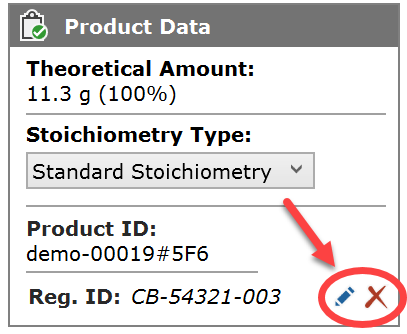 Product Data
Theoretical Amount:
11.3 g (100%)
Stoichiometry Type:
Standard Stoichiometry
Product ID:
demo-00019#5F6
Reg. ID: CB-54321-003